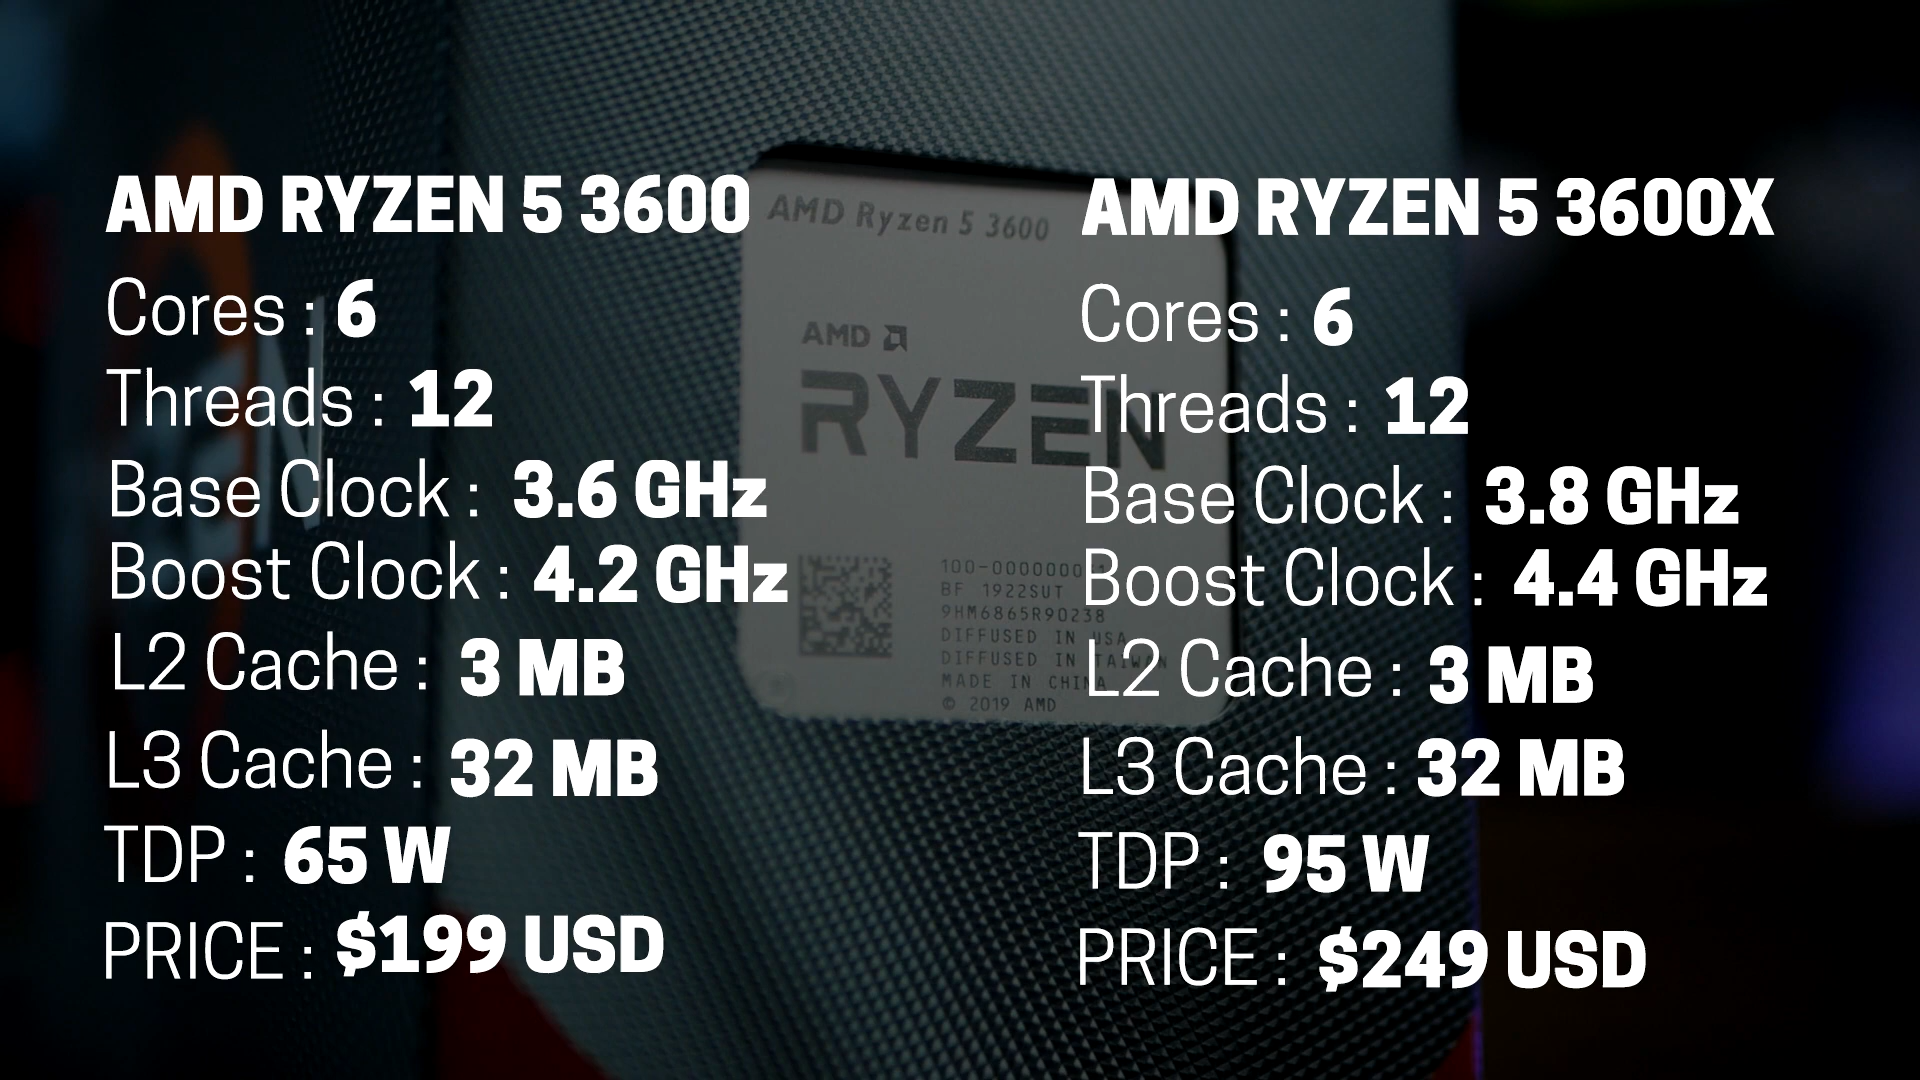 AMD RYZEN 5 3600
Cores : 6
Threads : 12
Base Clock : 3.6 GHz
Boost Clock : 4.2 GHz
L2 Cache : 3 MB
L3 Cache : 32 MB
TDP : 65 W
PRICE : $199 USD
AMD Ryzen 5 3600
AMD
RYZEN
BF 1922SUT
9HM6865R90238
DIFFUSED IN USA
DIFFUSED IN TAIWAN
MADE IN CHINA
© 2019 AMD
AMD RYZEN 5 3600X
Cores : 6
Threads : 12
Base Clock : 3.8 GHz
Boost Clock : 4.4 GHz
L2 Cache : 3 MB
L3 Cache : 32 MB
TDP : 95 W
PRICE : $249 USD